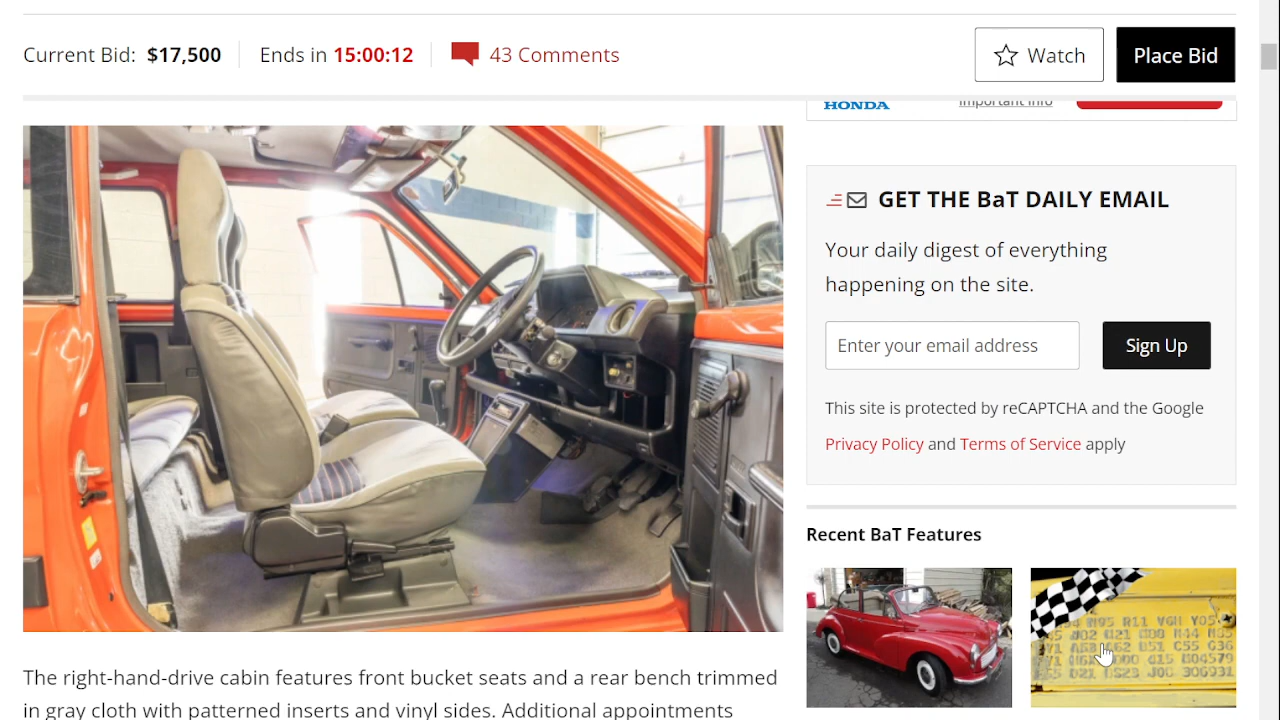 Current Bid: $17,500 Ends in 15:00:12 43 Comments Watch Place Bid
HONDA Important info
GET THE BaT DAILY EMAIL
Your daily digest of everything
happening on the site.
Enter your email address Sign Up
This site is protected by reCAPTCHA and the Google
Privacy Policy and Terms of Service apply
Recent BaT Features
The right-hand-drive cabin features front bucket seats and a rear bench trimmed
in gray cloth with patterned inserts and vinyl sides. Additional appointments